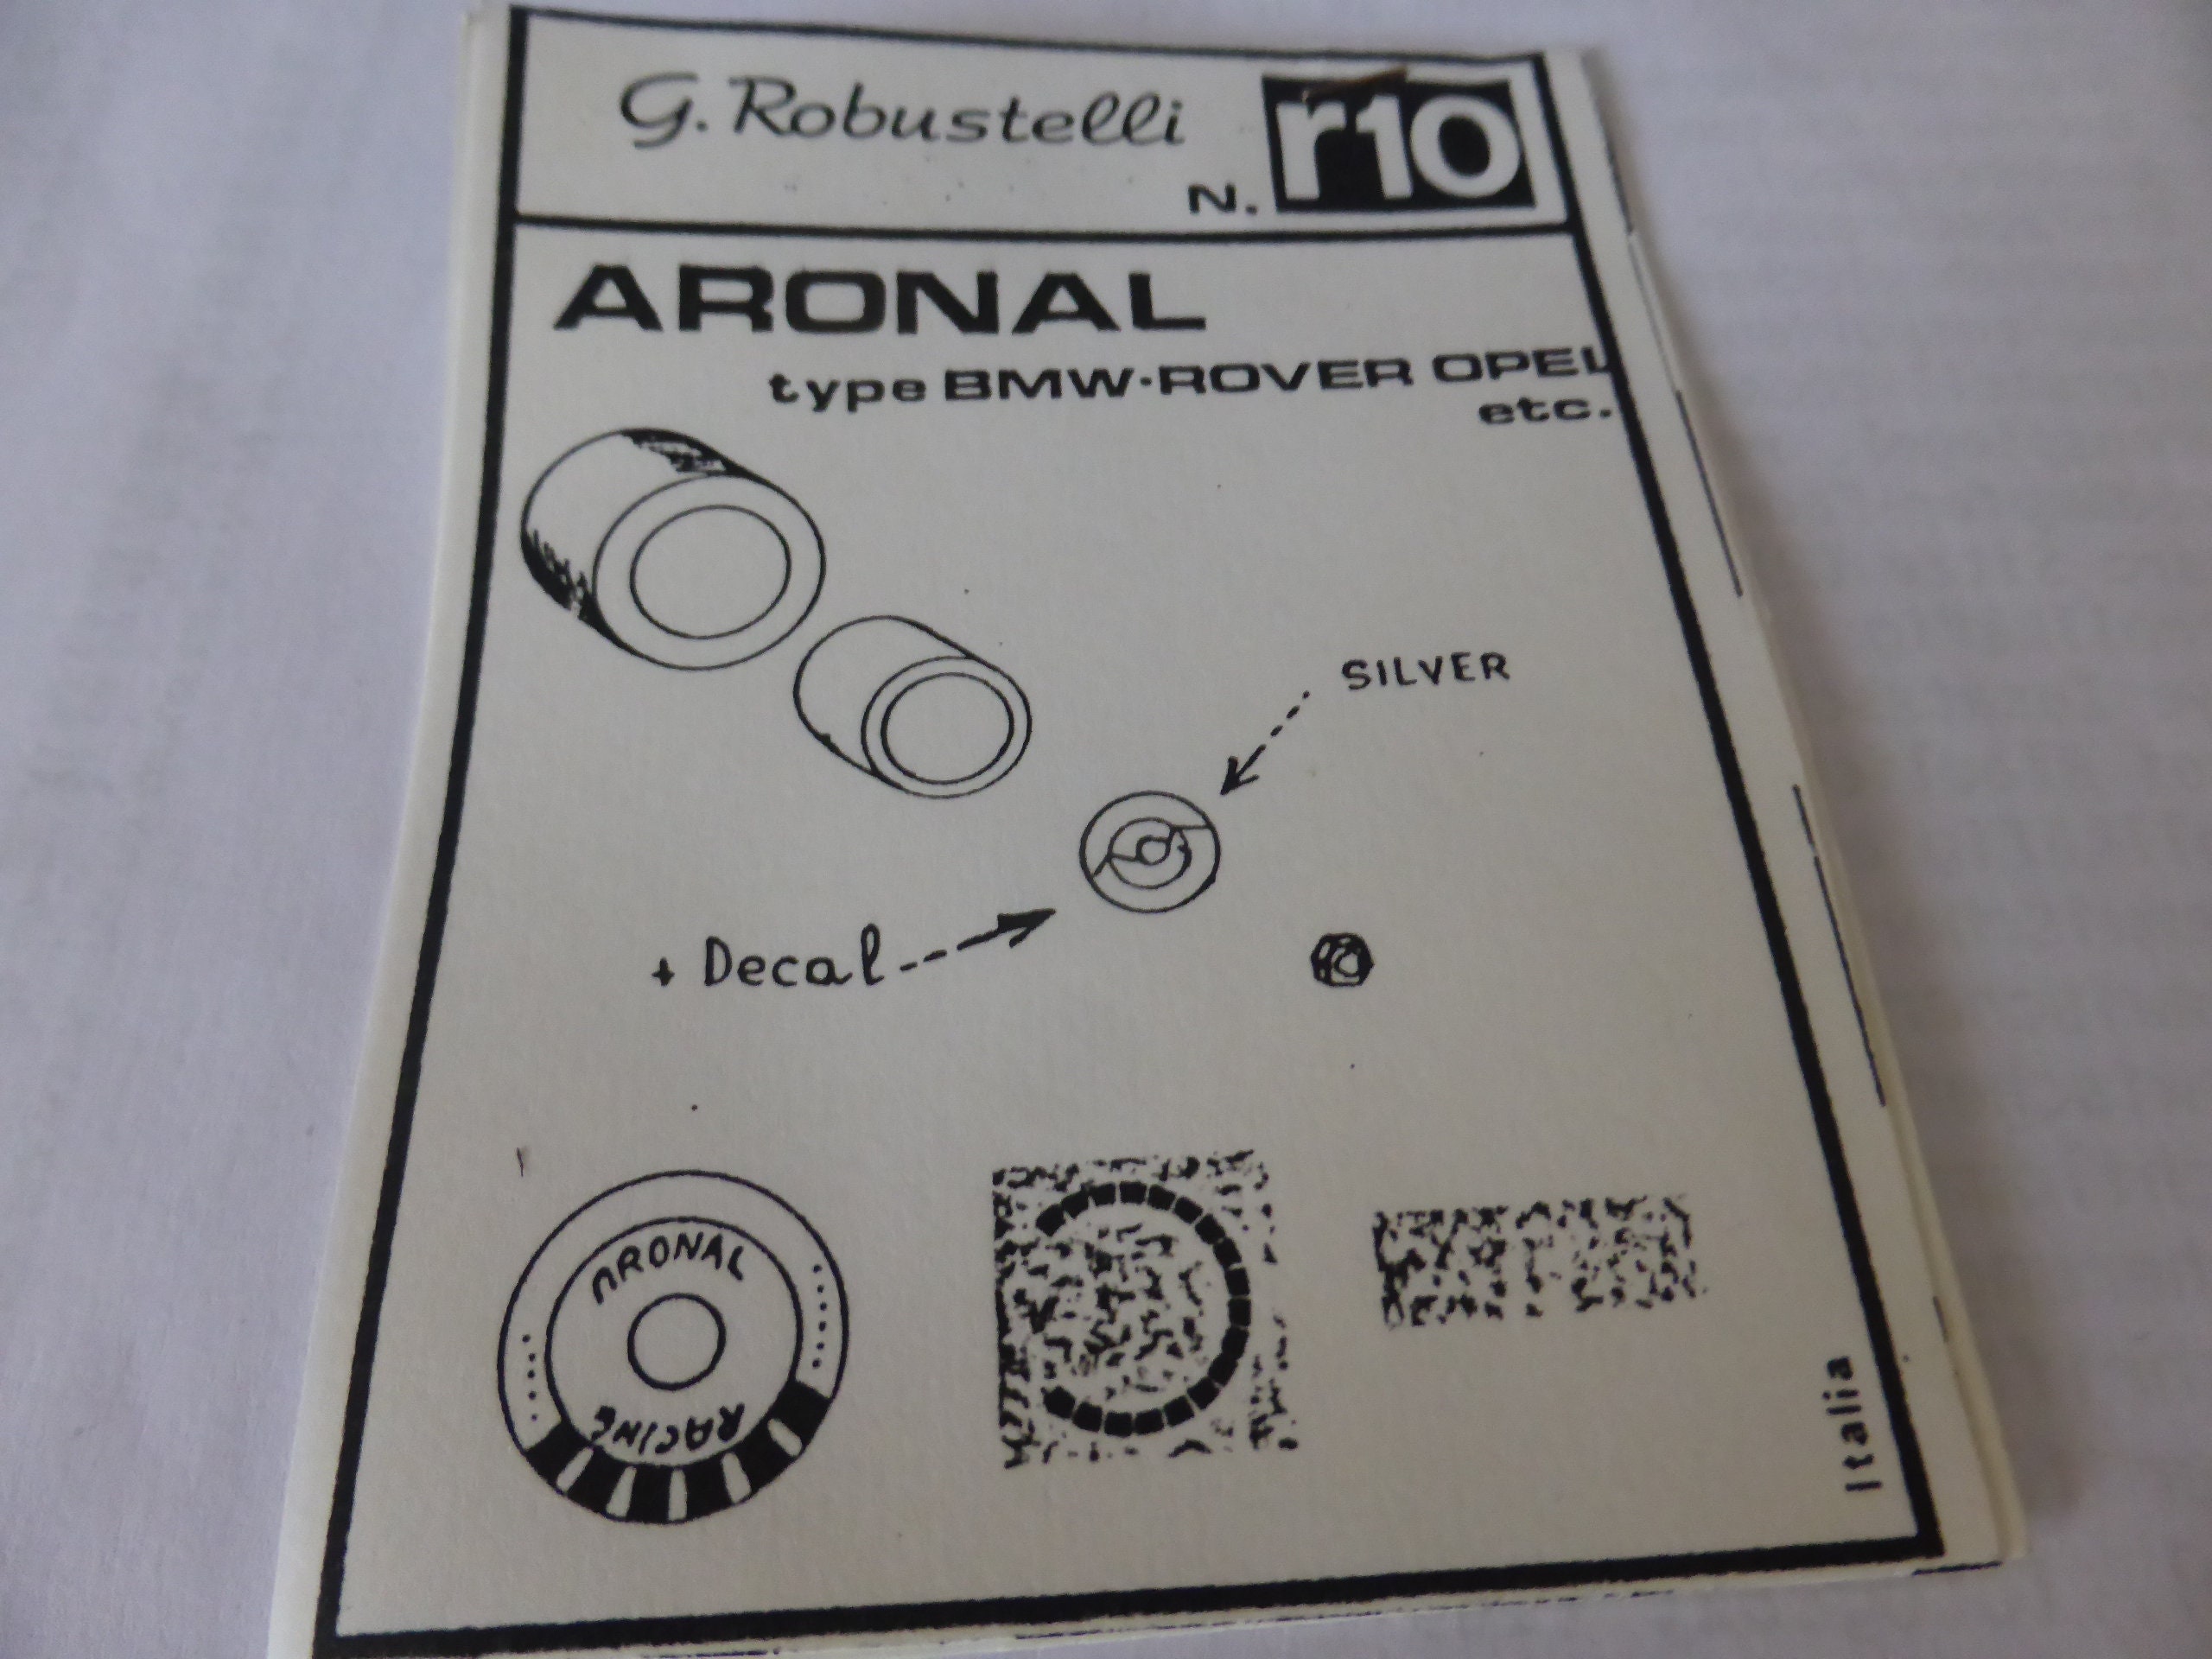 G. Robustelli
N. r10
ARONAL
type BMW·ROVER OPEL
etc.
SILVER
+ Decal
ARONAL
RACING
Italia